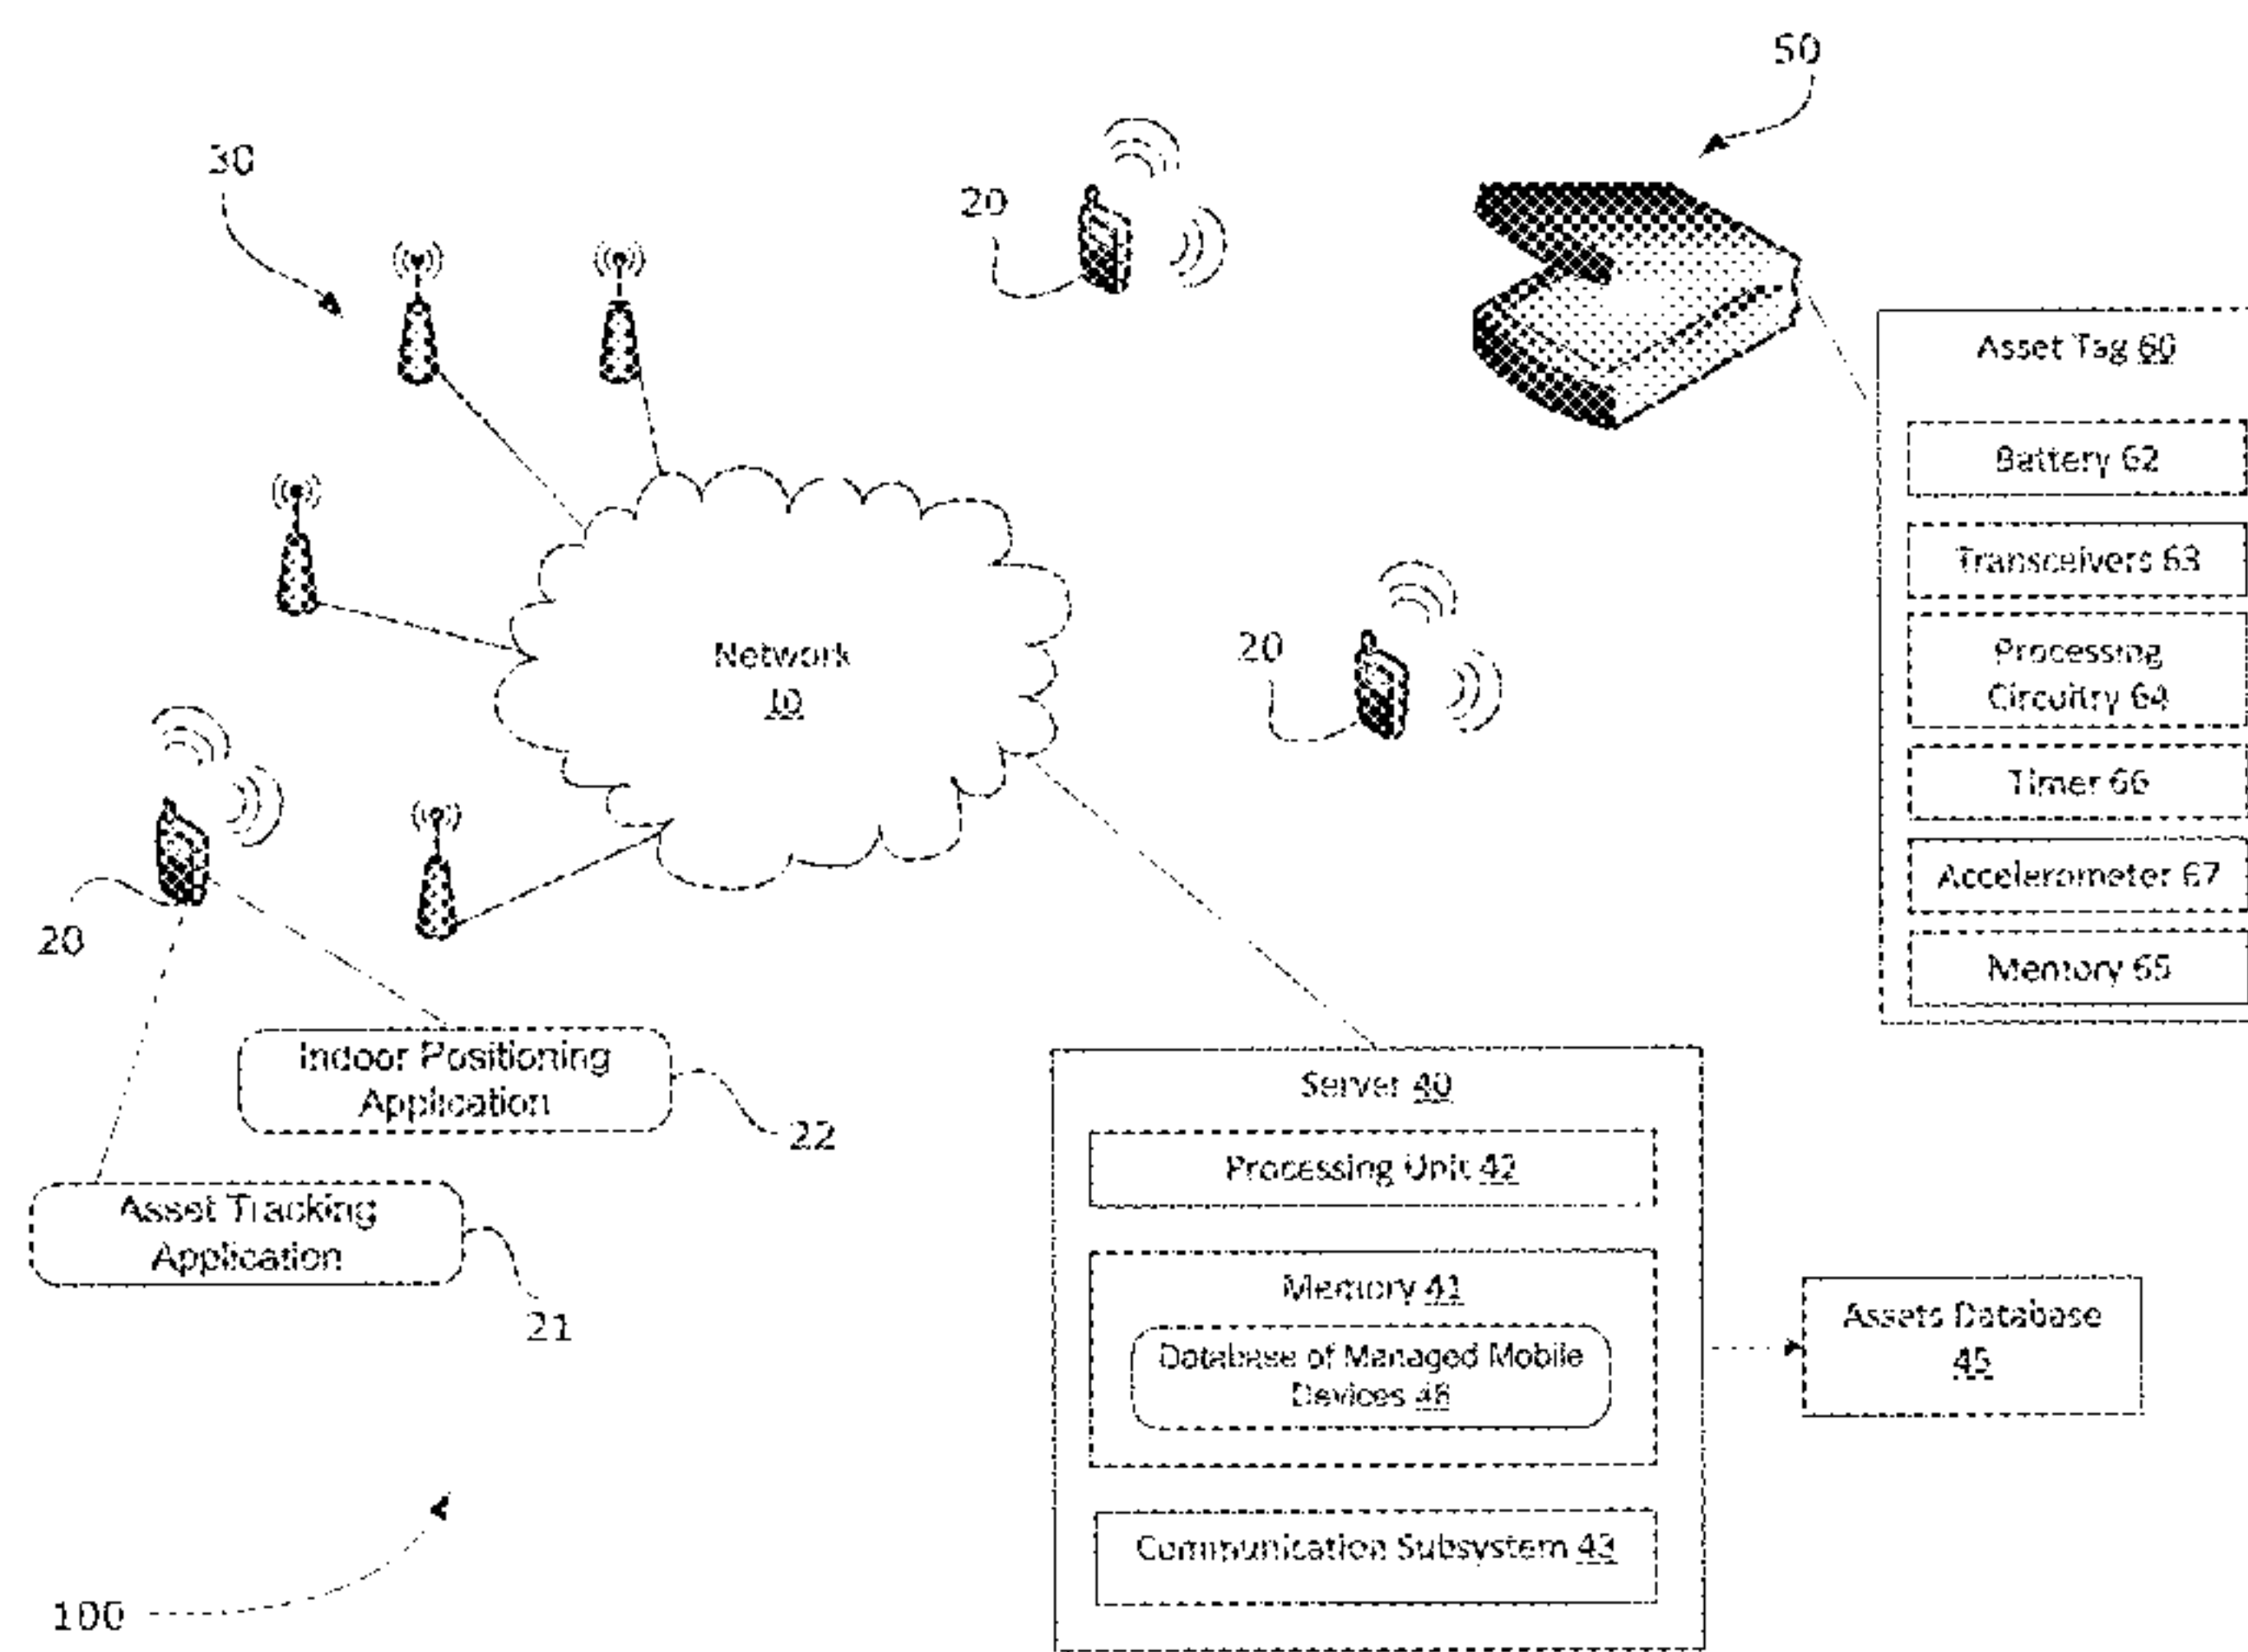 50
30
20
Asset Tag 60
Battery 62
Transceivers 63
Processing
Circuitry 64
Timer 66
Accelerometer 67
Memory 65
Network
10
20
20
Indoor Positioning
Application
22
Asset Tracking
Application
21
Server 40
Processing Unit 42
Memory 41
Database of Managed Mobile
Devices 46
Communication Subsystem 43
Assets Database
45
100